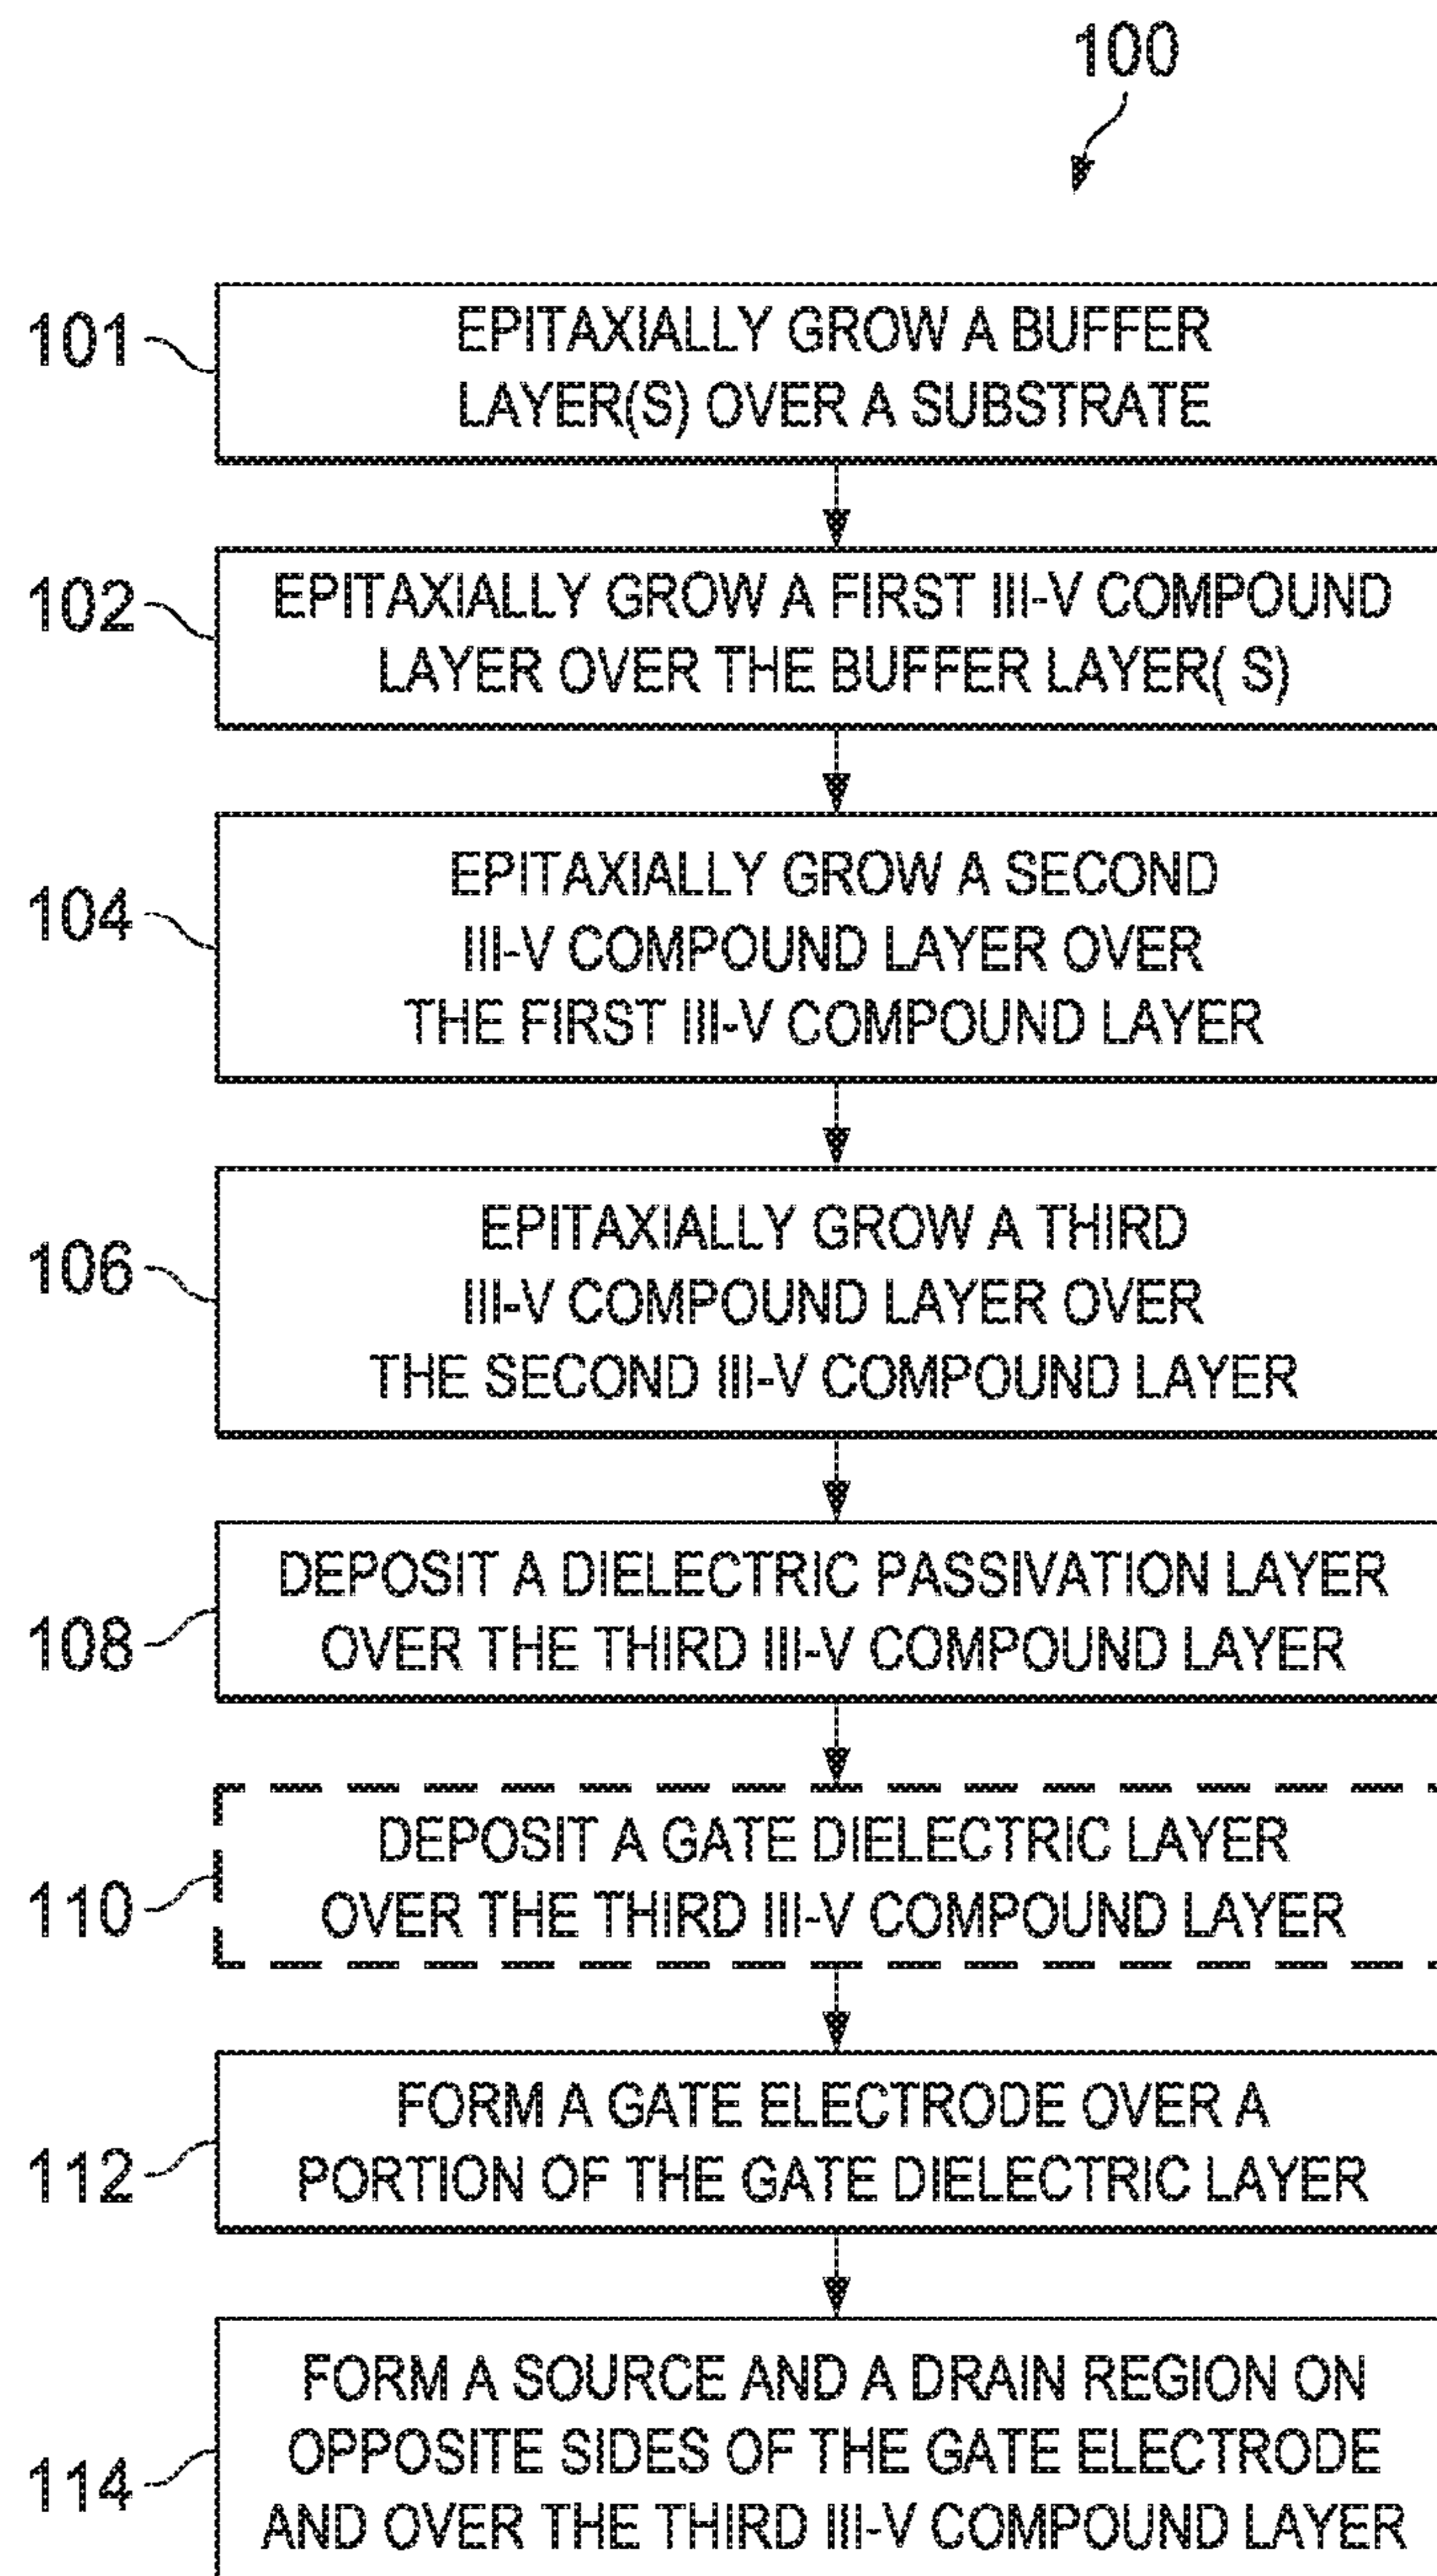 100
101
EPITAXIALLY GROW A BUFFER
LAYER(S) OVER A SUBSTRATE
102
EPITAXIALLY GROW A FIRST III-V COMPOUND
LAYER OVER THE BUFFER LAYER( S)
104
EPITAXIALLY GROW A SECOND
III-V COMPOUND LAYER OVER
THE FIRST III-V COMPOUND LAYER
106
EPITAXIALLY GROW A THIRD
III-V COMPOUND LAYER OVER
THE SECOND III-V COMPOUND LAYER
108
DEPOSIT A DIELECTRIC PASSIVATION LAYER
OVER THE THIRD III-V COMPOUND LAYER
110
DEPOSIT A GATE DIELECTRIC LAYER
OVER THE THIRD III-V COMPOUND LAYER
112
FORM A GATE ELECTRODE OVER A
PORTION OF THE GATE DIELECTRIC LAYER
114
FORM A SOURCE AND A DRAIN REGION ON
OPPOSITE SIDES OF THE GATE ELECTRODE
AND OVER THE THIRD III-V COMPOUND LAYER